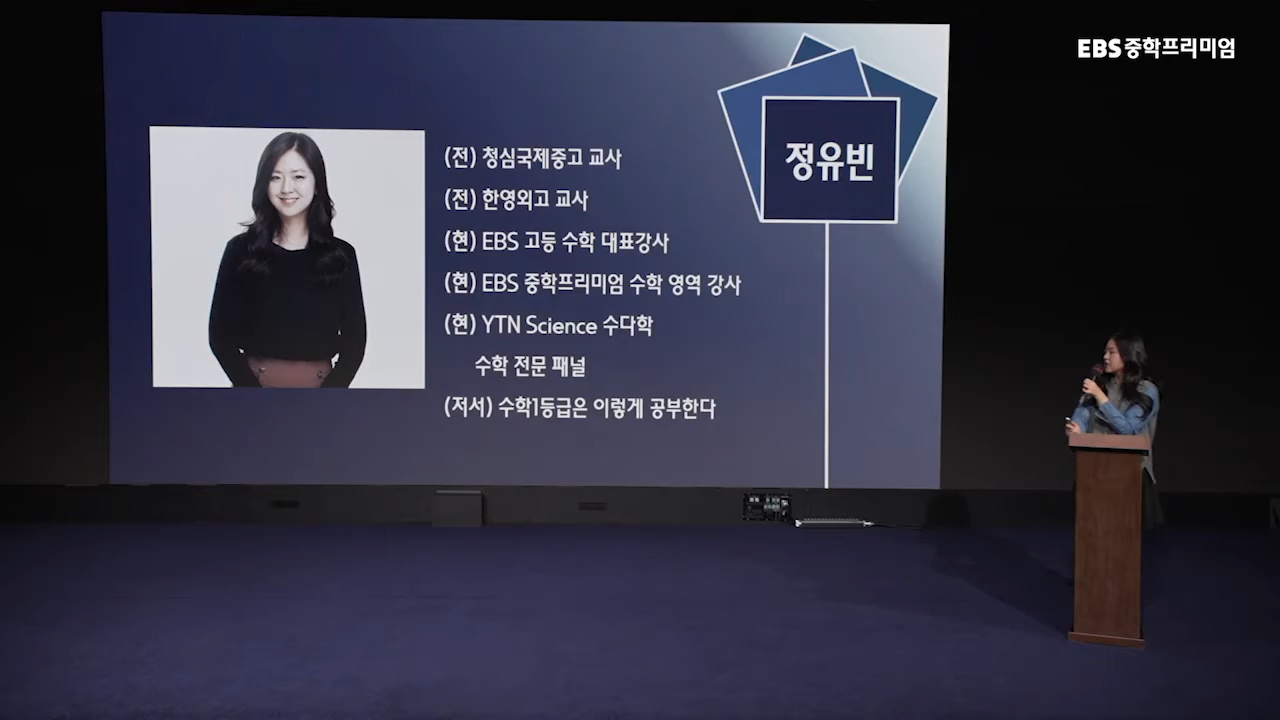 EBS 중학프리미엄
정유빈
(전) 청심국제중고 교사
(전) 한영외고 교사
(현) EBS 고등 수학 대표강사
(현) EBS 중학프리미엄 수학 영역 강사
(현) YTN Science 수다학
수학 전문 패널
(저서) 수학1등급은 이렇게 공부한다